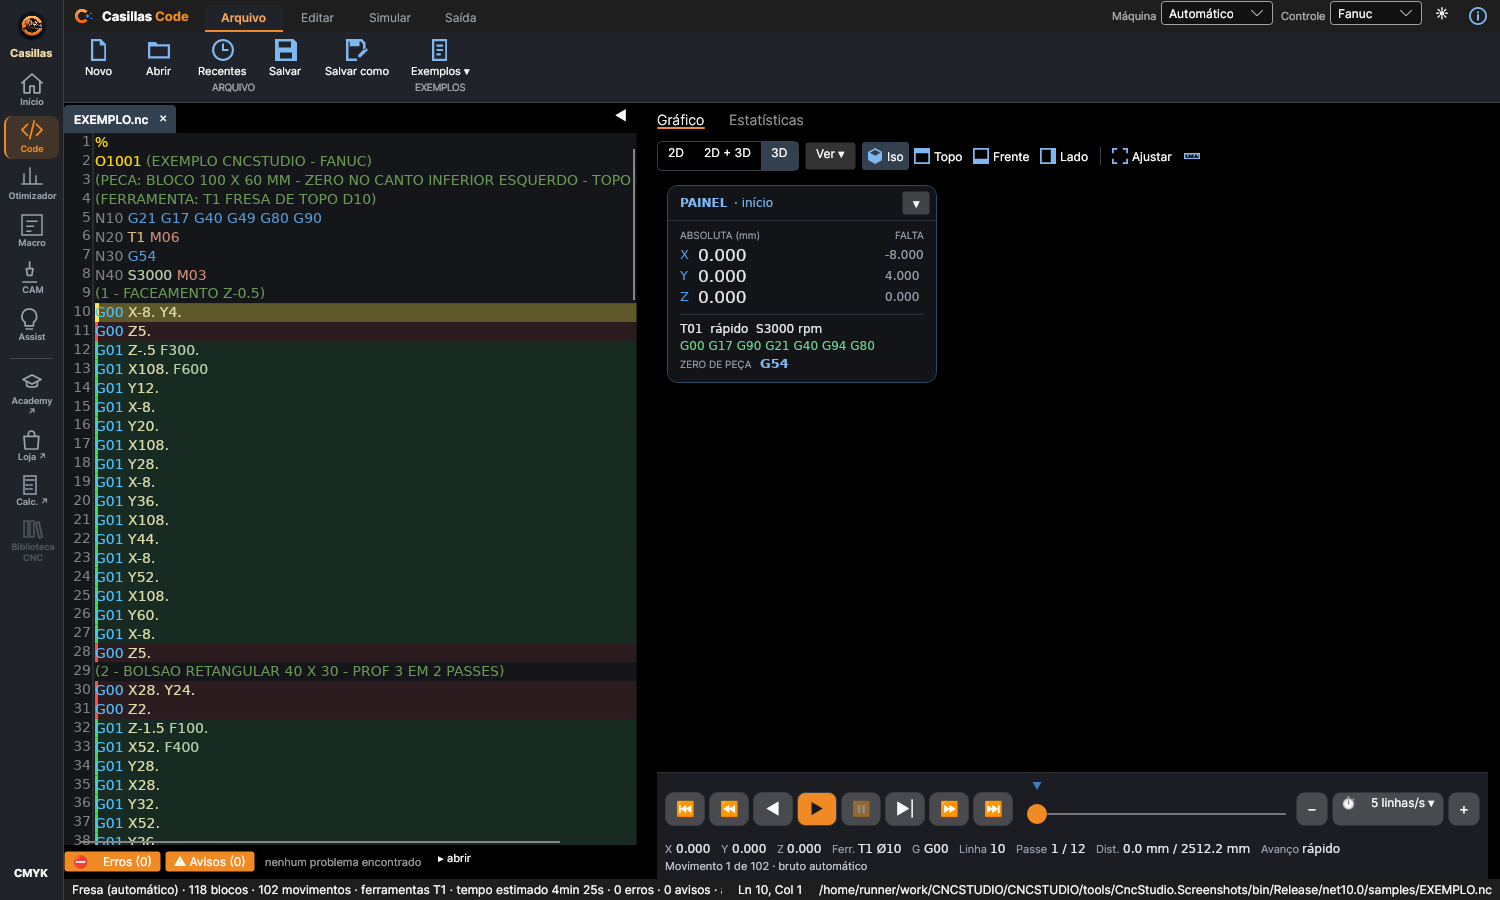 Casillas Code
Arquivo
Editar
Simular
Saída
Máquina
Automático
Controle
Fanuc
Casillas
Início
Code
Otimizador
Macro
CAM
Assist
Academy
Loja
Calc.
Biblioteca
CNC
CMYK
Novo
Abrir
Recentes
Salvar
Salvar como
Exemplos
ARQUIVO
EXEMPLOS
EXEMPLO.nc
1 %
2 O1001 (EXEMPLO CNCSTUDIO - FANUC)
3 (PECA: BLOCO 100 X 60 MM - ZERO NO CANTO INFERIOR ESQUERDO - TOPO
4 (FERRAMENTA: T1 FRESA DE TOPO D10)
5 N10 G21 G17 G40 G49 G80 G90
6 N20 T1 M06
7 N30 G54
8 N40 S3000 M03
9 (1 - FACEAMENTO Z-0.5)
10 G00 X-8. Y4.
11 G00 Z5.
12 G01 Z-.5 F300.
13 G01 X108. F600
14 G01 Y12.
15 G01 X-8.
16 G01 Y20.
17 G01 X108.
18 G01 Y28.
19 G01 X-8.
20 G01 Y36.
21 G01 X108.
22 G01 Y44.
23 G01 X-8.
24 G01 Y52.
25 G01 X108.
26 G01 Y60.
27 G01 X-8.
28 G00 Z5.
29 (2 - BOLSAO RETANGULAR 40 X 30 - PROF 3 EM 2 PASSES)
30 G00 X28. Y24.
31 G00 Z2.
32 G01 Z-1.5 F100.
33 G01 X52. F400
34 G01 Y28.
35 G01 X28.
36 G01 Y32.
37 G01 X52.
38 G01 Y36.
Gráfico
Estatísticas
2D
2D + 3D
3D
Ver
Iso
Topo
Frente
Lado
Ajustar
PAINEL · início
ABSOLUTA (mm) FALTA
X 0.000 -8.000
Y 0.000 4.000
Z 0.000 0.000
T01 rápido S3000 rpm
G00 G17 G90 G21 G40 G94 G80
ZERO DE PEÇA G54
5 linhas/s
X 0.000 Y 0.000 Z 0.000 Ferr. T1 Ø10 G G00 Linha 10 Passe 1 / 12 Dist. 0.0 mm / 2512.2 mm Avanço rápido
Movimento 1 de 102 · bruto automático
Erros (0)
Avisos (0)
nenhum problema encontrado
abrir
Fresa (automático) · 118 blocos · 102 movimentos · ferramentas T1 · tempo estimado 4min 25s · 0 erros · 0 avisos ·
Ln 10, Col 1
/home/runner/work/CNCSTUDIO/CNCSTUDIO/tools/CncStudio.Screenshots/bin/Release/net10.0/samples/EXEMPLO.nc